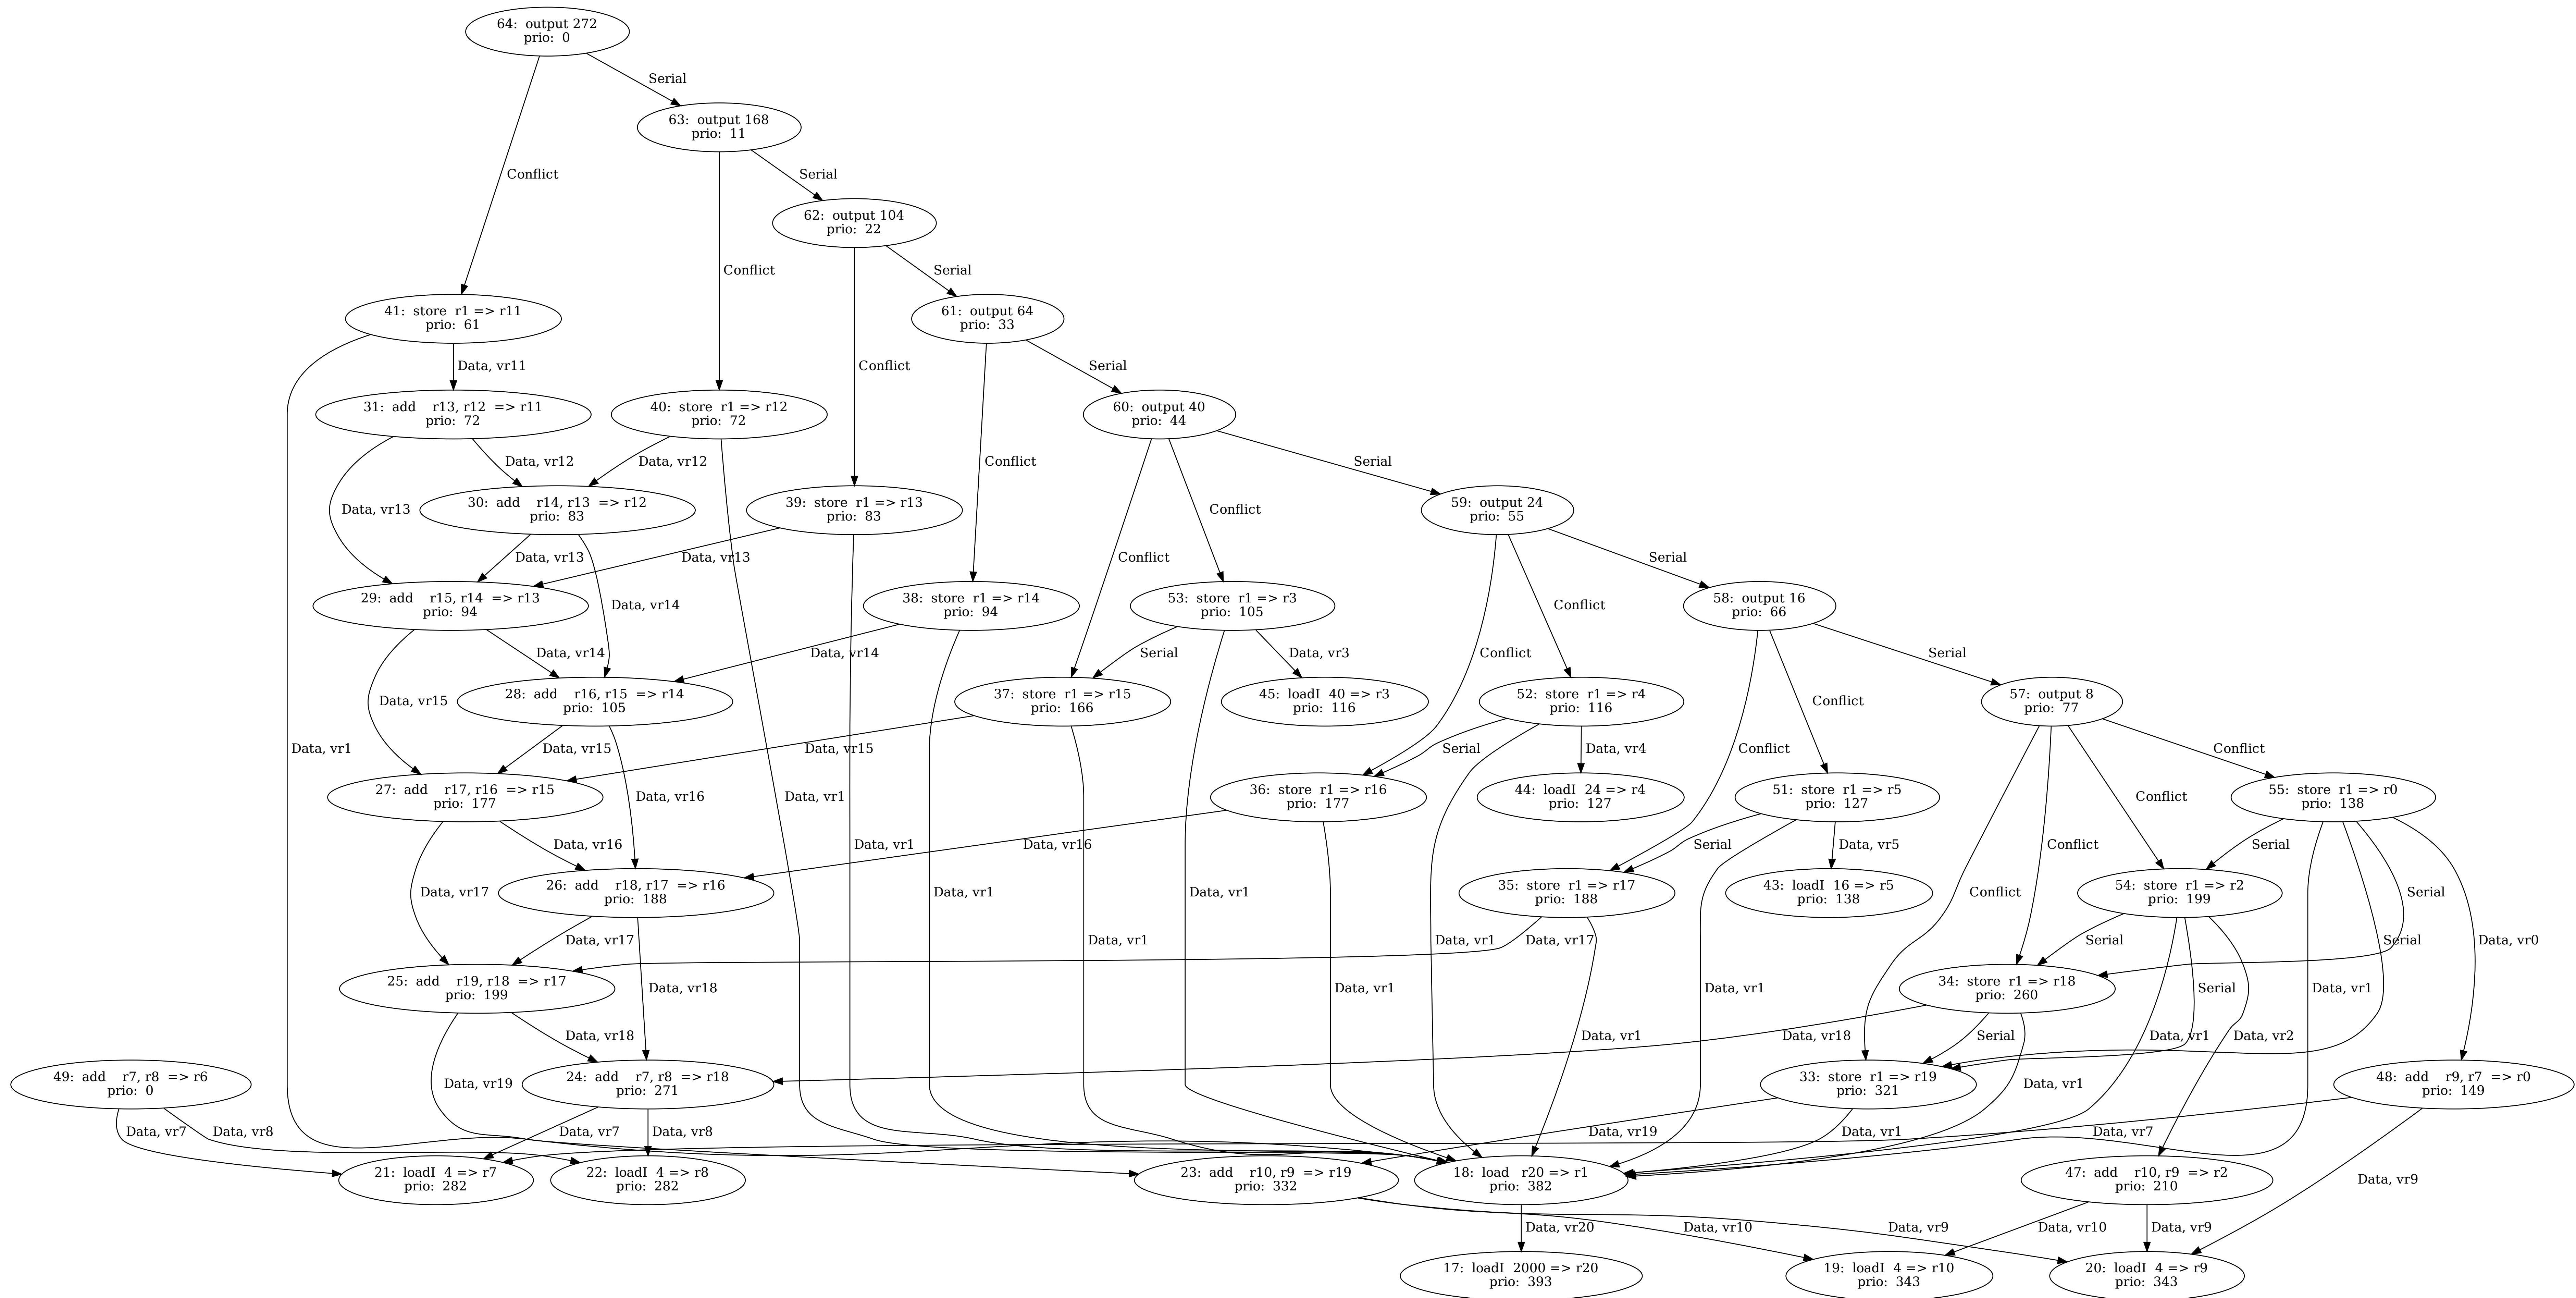 64:  output 272
prio:  0
Serial
63:  output 168
prio:  11
Conflict
Serial
62:  output 104
prio:  22
Conflict
Serial
41:  store  r1 => r11
prio:  61
61:  output 64
prio:  33
Data, vr11
Conflict
Serial
31:  add    r13, r12  => r11
prio:  72
40:  store  r1 => r12
prio:  72
60:  output 40
prio:  44
Data, vr12
Data, vr12
Conflict
Serial
Data, vr13
30:  add    r14, r13  => r12
prio:  83
39:  store  r1 => r13
prio:  83
Conflict
59:  output 24
prio:  55
Data, vr13
Data, vr13
Conflict
Serial
29:  add    r15, r14  => r13
prio:  94
Data, vr14
38:  store  r1 => r14
prio:  94
53:  store  r1 => r3
prio:  105
Conflict
58:  output 16
prio:  66
Data, vr14
Data, vr14
Serial
Data, vr3
Conflict
Serial
Data, vr15
28:  add    r16, r15  => r14
prio:  105
37:  store  r1 => r15
prio:  166
45:  loadI  40 => r3
prio:  116
52:  store  r1 => r4
prio:  116
Conflict
57:  output 8
prio:  77
Data, vr1
Data, vr15
Data, vr15
Serial
Data, vr4
Conflict
Conflict
27:  add    r17, r16  => r15
prio:  177
Data, vr16
Data, vr1
36:  store  r1 => r16
prio:  177
44:  loadI  24 => r4
prio:  127
51:  store  r1 => r5
prio:  127
Conflict
55:  store  r1 => r0
prio:  138
Data, vr16
Data, vr1
Data, vr16
Serial
Data, vr5
Conflict
Serial
Data, vr17
26:  add    r18, r17  => r16
prio:  188
Data, vr1
Data, vr1
35:  store  r1 => r17
prio:  188
43:  loadI  16 => r5
prio:  138
Conflict
54:  store  r1 => r2
prio:  199
Serial
Data, vr17
Data, vr1
Data, vr1
Data, vr17
Serial
Serial
Data, vr0
25:  add    r19, r18  => r17
prio:  199
Data, vr18
Data, vr1
Data, vr1
34:  store  r1 => r18
prio:  260
Serial
Data, vr1
Data, vr18
Data, vr1
Data, vr18
Serial
Data, vr1
Data, vr2
49:  add    r7, r8  => r6
prio:  0
Data, vr19
24:  add    r7, r8  => r18
prio:  271
33:  store  r1 => r19
prio:  321
Data, vr1
48:  add    r9, r7  => r0
prio:  149
Data, vr7
Data, vr8
Data, vr7
Data, vr8
Data, vr19
Data, vr1
Data, vr7
21:  loadI  4 => r7
prio:  282
22:  loadI  4 => r8
prio:  282
23:  add    r10, r9  => r19
prio:  332
18:  load   r20 => r1
prio:  382
47:  add    r10, r9  => r2
prio:  210
Data, vr9
Data, vr20
Data, vr10
Data, vr9
Data, vr10
Data, vr9
17:  loadI  2000 => r20
prio:  393
19:  loadI  4 => r10
prio:  343
20:  loadI  4 => r9
prio:  343